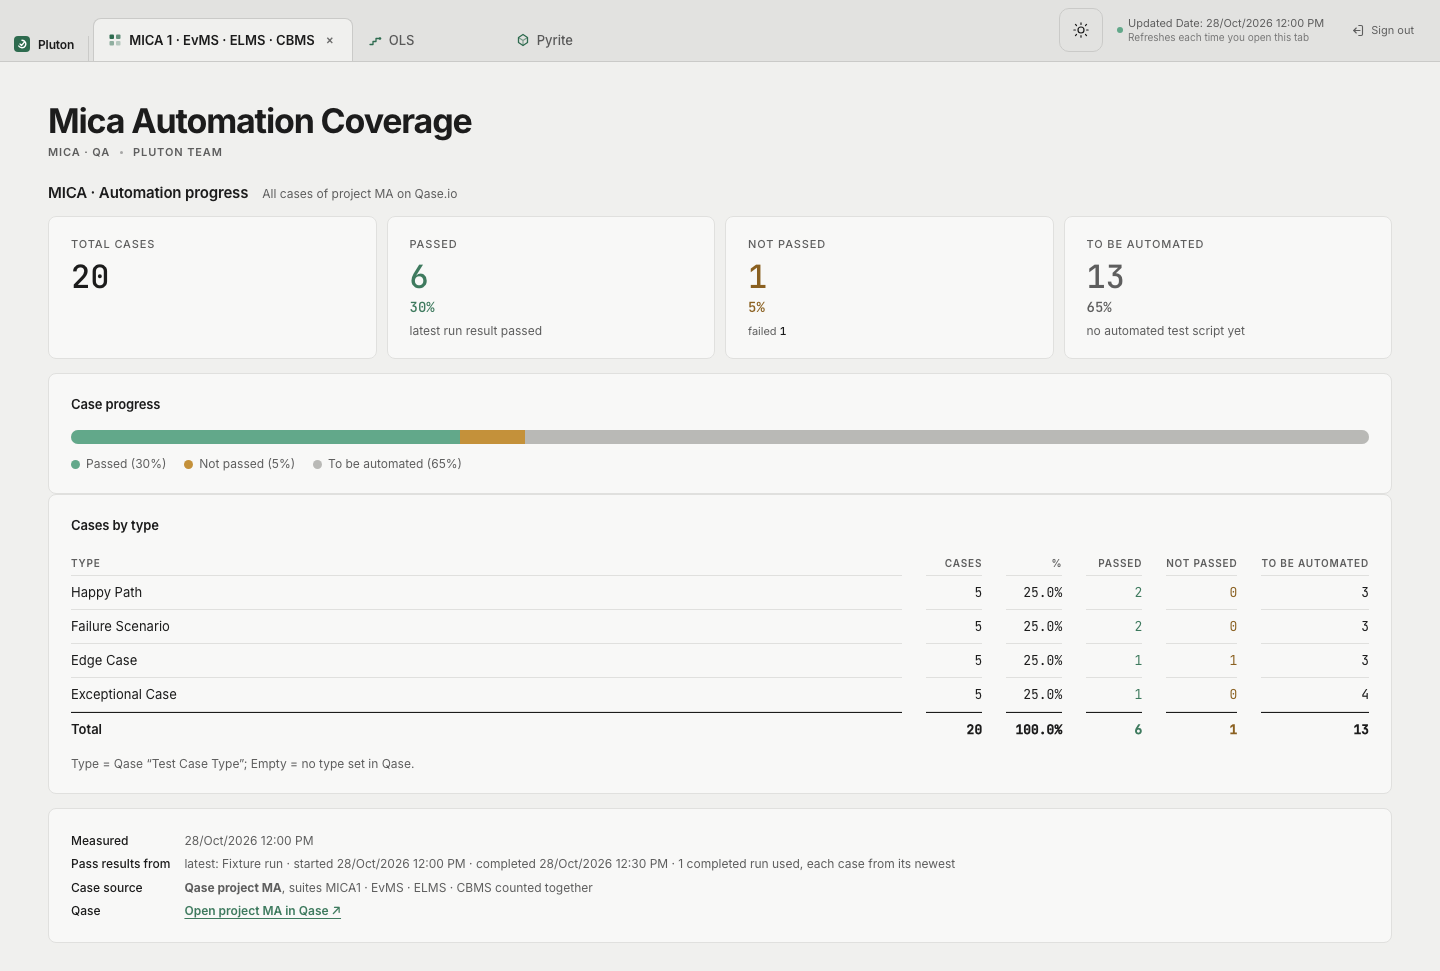 Pluton
MICA 1 · EvMS · ELMS · CBMS ×
OLS
Pyrite
Updated Date: 28/Oct/2026 12:00 PM
Refreshes each time you open this tab
Sign out
Mica Automation Coverage
MICA · QA • PLUTON TEAM
MICA · Automation progress All cases of project MA on Qase.io
TOTAL CASES
20
PASSED
6
30%
latest run result passed
NOT PASSED
1
5%
failed 1
TO BE AUTOMATED
13
65%
no automated test script yet
Case progress
Passed (30%) Not passed (5%) To be automated (65%)
Cases by type
TYPE CASES % PASSED NOT PASSED TO BE AUTOMATED
Happy Path 5 25.0% 2 0 3
Failure Scenario 5 25.0% 2 0 3
Edge Case 5 25.0% 1 1 3
Exceptional Case 5 25.0% 1 0 4
Total 20 100.0% 6 1 13
Type = Qase “Test Case Type”; Empty = no type set in Qase.
Measured 28/Oct/2026 12:00 PM
Pass results from latest: Fixture run · started 28/Oct/2026 12:00 PM · completed 28/Oct/2026 12:30 PM · 1 completed run used, each case from its newest
Case source Qase project MA, suites MICA1 · EvMS · ELMS · CBMS counted together
Qase Open project MA in Qase ↗